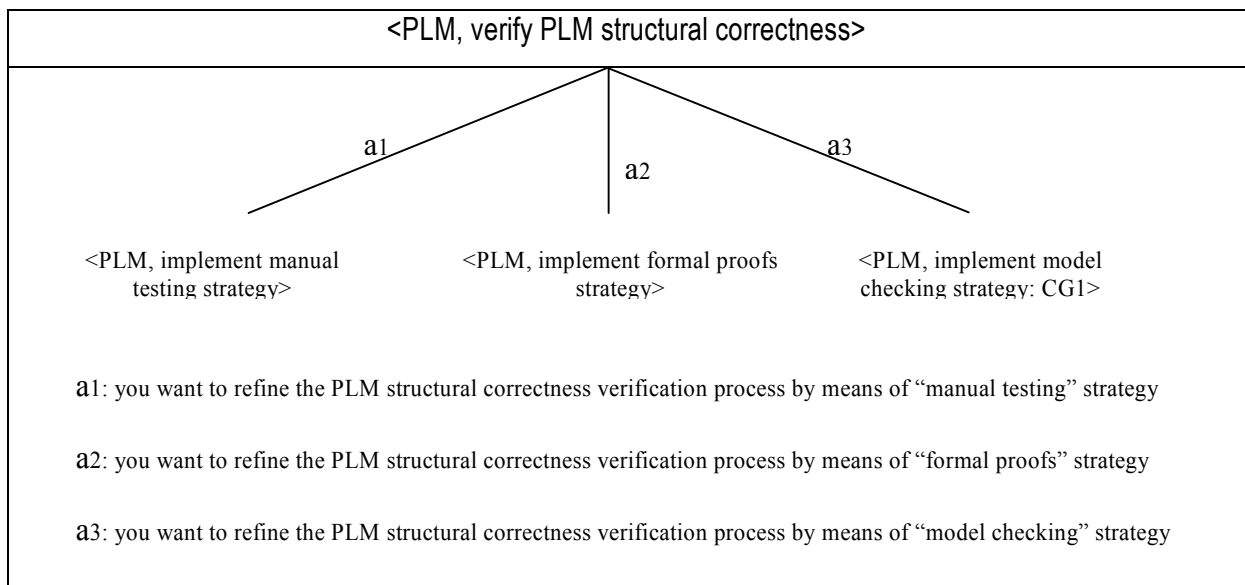 <PLM, verify PLM structural correctness>
a1
a2
a3
<PLM, implement manual
testing strategy>
<PLM, implement formal proofs
strategy>
<PLM, implement model
checking strategy: CG1>
a1: you want to refine the PLM structural correctness verification process by means of “manual testing” strategy
a2: you want to refine the PLM structural correctness verification process by means of “formal proofs” strategy
a3: you want to refine the PLM structural correctness verification process by means of “model checking” strategy